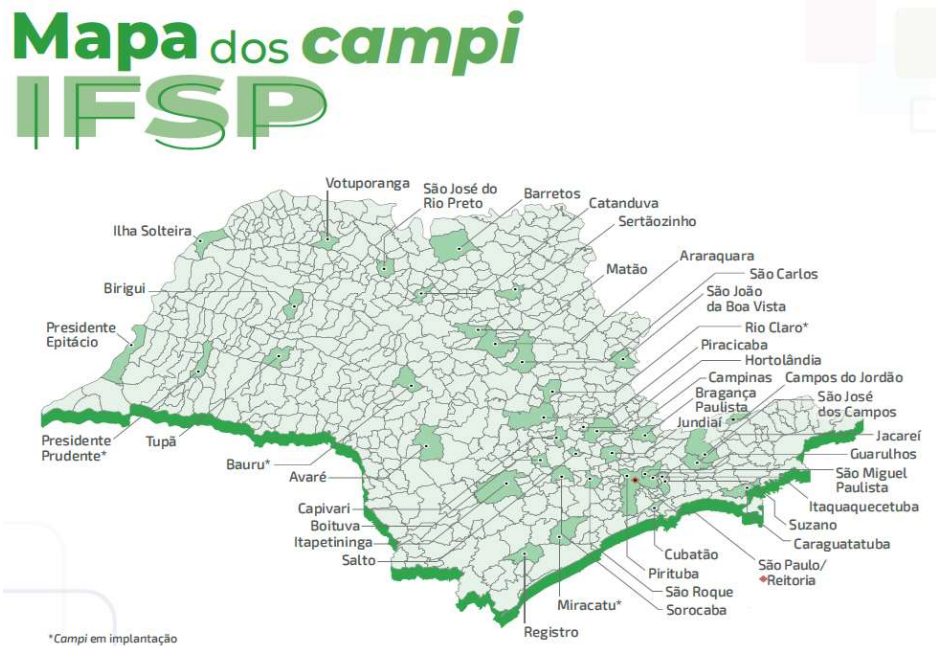 Mapa dos campi
IFSP
Votuporanga
São José do
Rio Preto
Barretos
Catanduva
Sertãozinho
Ilha Solteira
Araraquara
Matão
São Carlos
Birigui
São João
da Boa Vista
Presidente
Epitácio
Rio Claro*
Piracicaba
Hortolândia
Campinas
Campos do Jordão
Bragança
Paulista
São José
dos Campos
Jundiaí
Presidente
Prudente*
Tupã
Jacareí
Guarulhos
Bauru*
São Miguel
Paulista
Avaré
Itaquaquecetuba
Capivari
Suzano
Boituva
Caraguatatuba
Itapetininga
Salto
Cubatão
São Paulo/
Reitoria
Pirituba
São Roque
Miracatu*
Sorocaba
Registro
*Campi em implantação